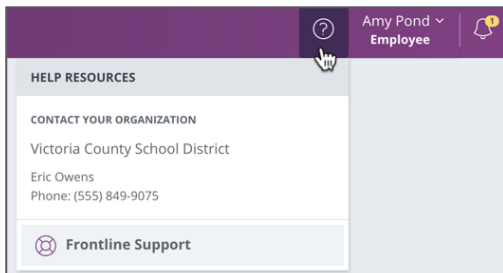 Amy Pond
Employee
1
HELP RESOURCES
CONTACT YOUR ORGANIZATION
Victoria County School District
Eric Owens
Phone: (555) 849-9075
Frontline Support